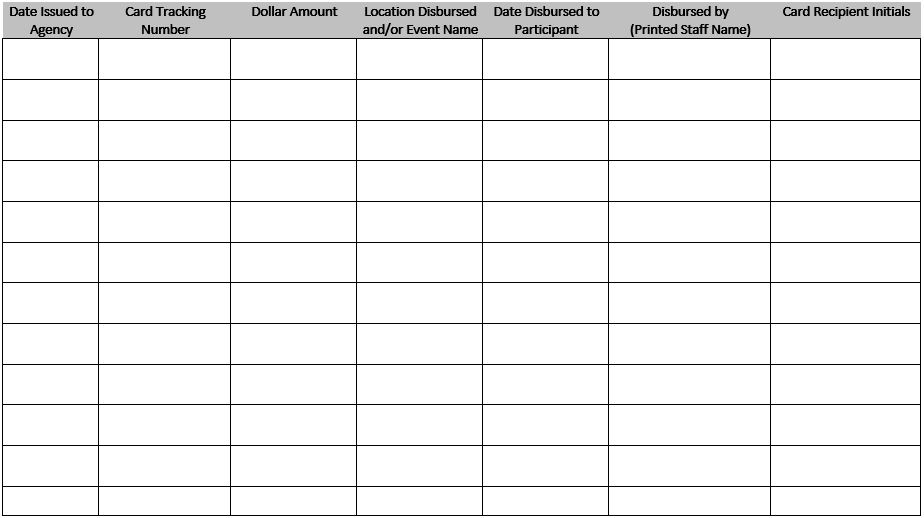 Date Issued to Agency
Card Tracking Number
Dollar Amount
Location Disbursed and/or Event Name
Date Disbursed to Participant
Disbursed by (Printed Staff Name)
Card Recipient Initials